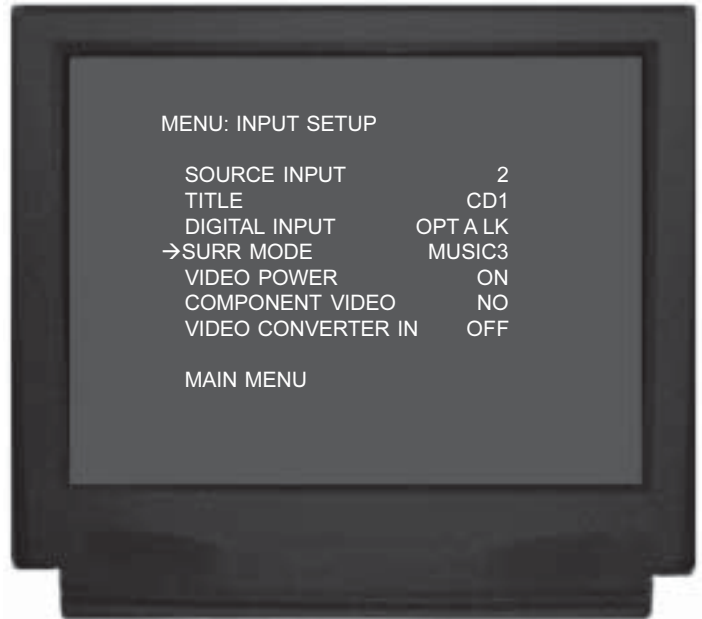 MENU: INPUT SETUP
SOURCE INPUT 2
TITLE CD1
DIGITAL INPUT OPT A LK
→SURR MODE MUSIC3
VIDEO POWER ON
COMPONENT VIDEO NO
VIDEO CONVERTER IN OFF
MAIN MENU